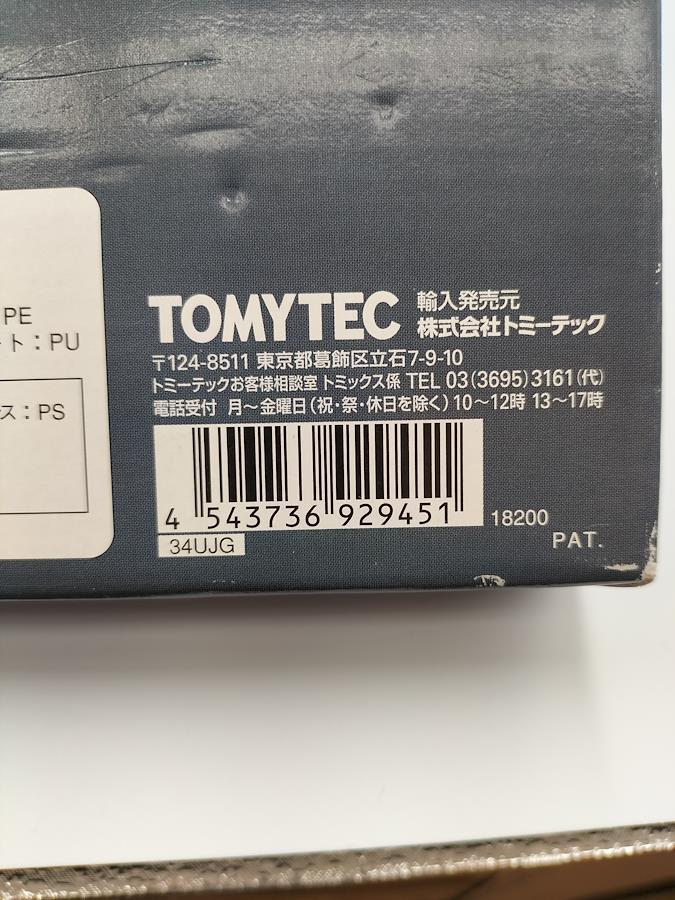 PE
ト：PU
ス：PS
TOMYTEC 輸入発売元
株式会社トミーテック
〒124-8511 東京都葛飾区立石7-9-10
トミーテックお客様相談室 トミックス係 TEL 03(3695)3161(代)
電話受付 月～金曜日(祝・祭・休日を除く)10～12時 13～17時
4 543736 929451
18200
34UJG
PAT.